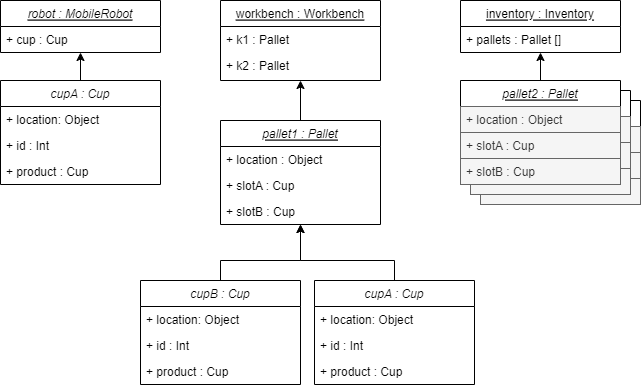 robot : MobileRobot
+ cup : Cup
cupA : Cup
+ location: Object
+ id : Int
+ product : Cup
workbench : Workbench
+ k1 : Pallet
+ k2 : Pallet
pallet1 : Pallet
+ location : Object
+ slotA : Cup
+ slotB : Cup
cupB : Cup
+ location: Object
+ id : Int
+ product : Cup
cupA : Cup
+ location: Object
+ id : Int
+ product : Cup
inventory : Inventory
+ pallets : Pallet []
pallet2 : Pallet
+ location : Object
+ slotA : Cup
+ slotB : Cup